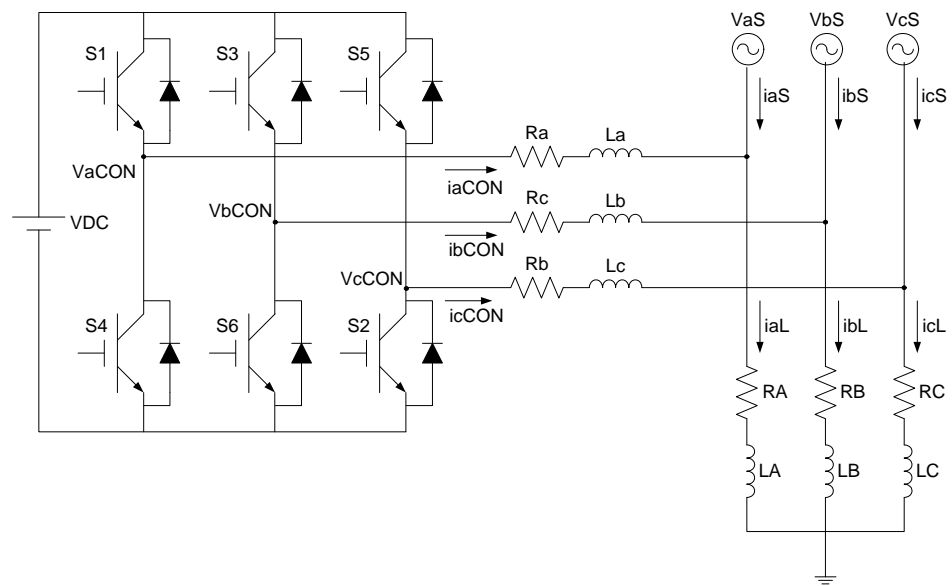 VaS VbS VcS
S1 S3 S5
iaS ibS icS
Ra La
VaCON
iaCON
VDC
VbCON
Rc Lb
ibCON
VcCON
Rb Lc
icCON
S4 S6 S2
iaL ibL icL
RA RB RC
LA LB LC